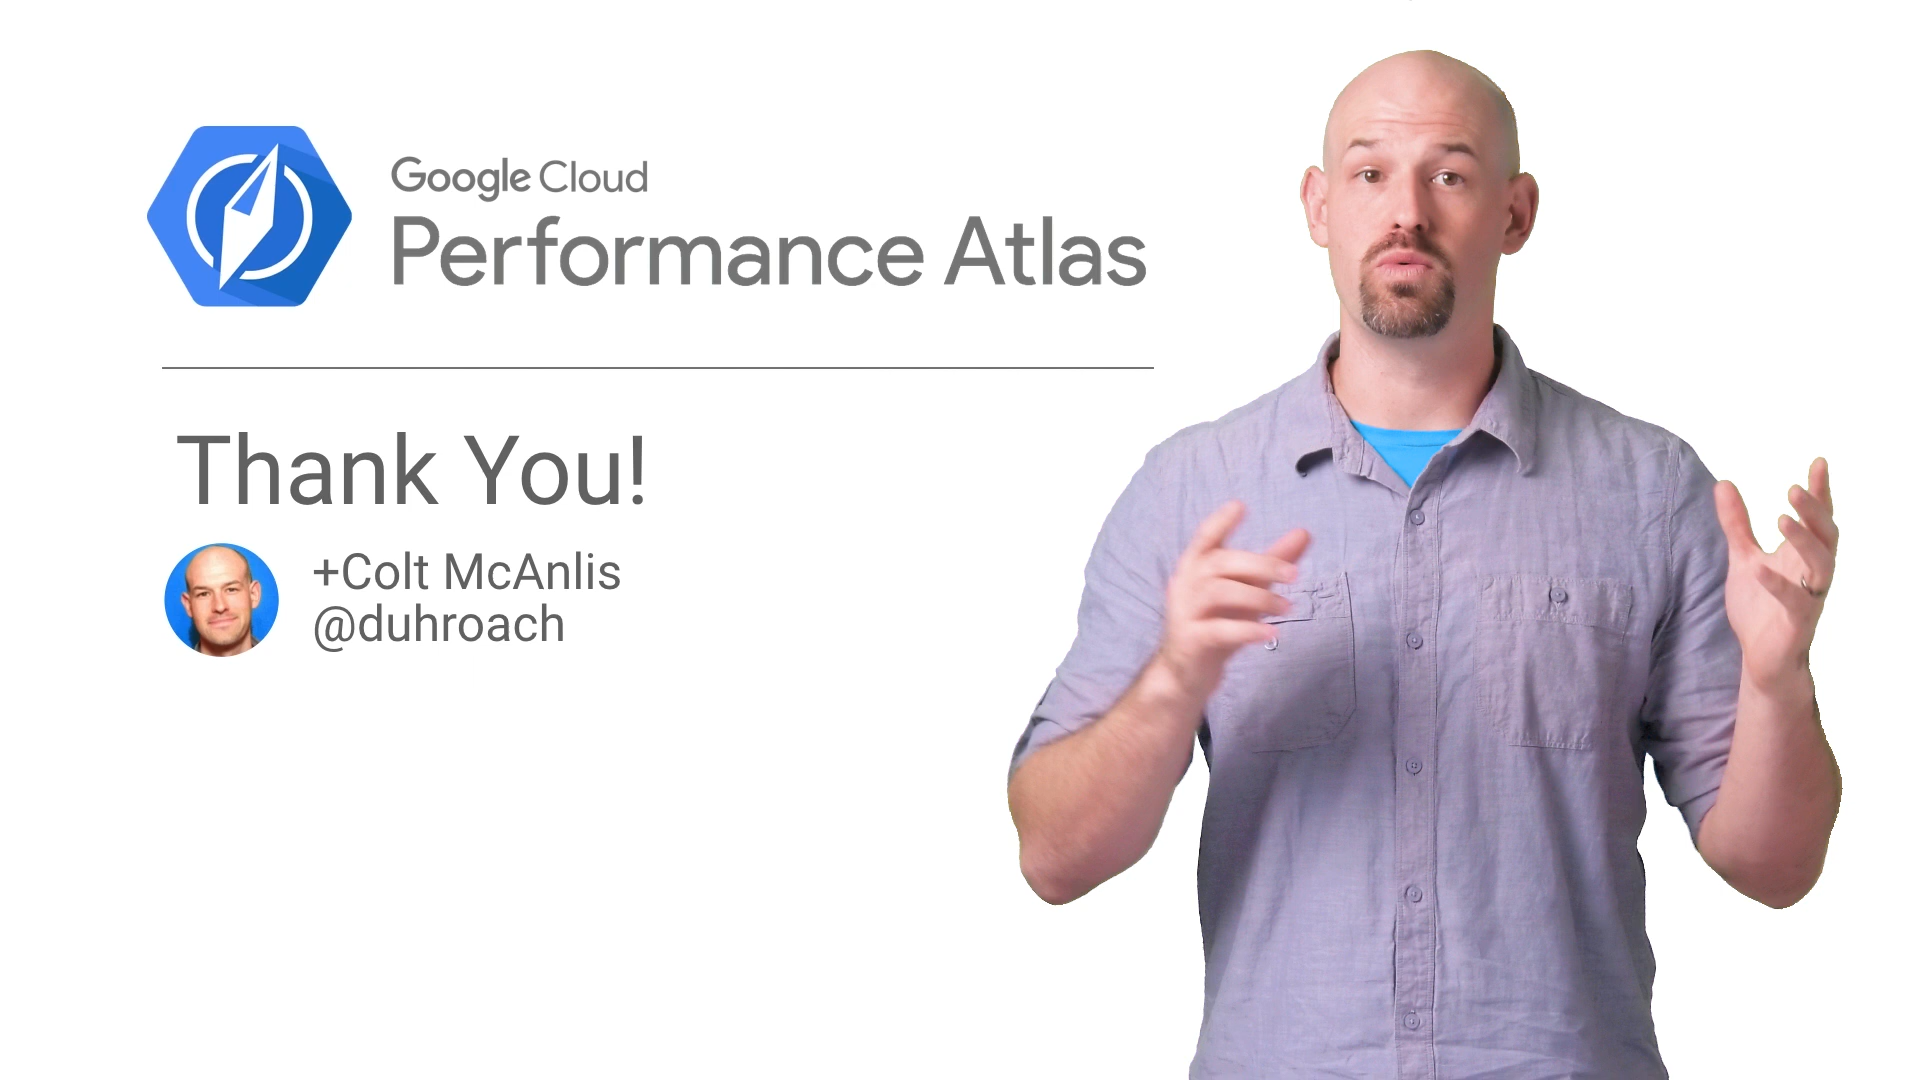 Google Cloud
Performance Atlas
Thank You!
+Colt McAnlis
@duhroach